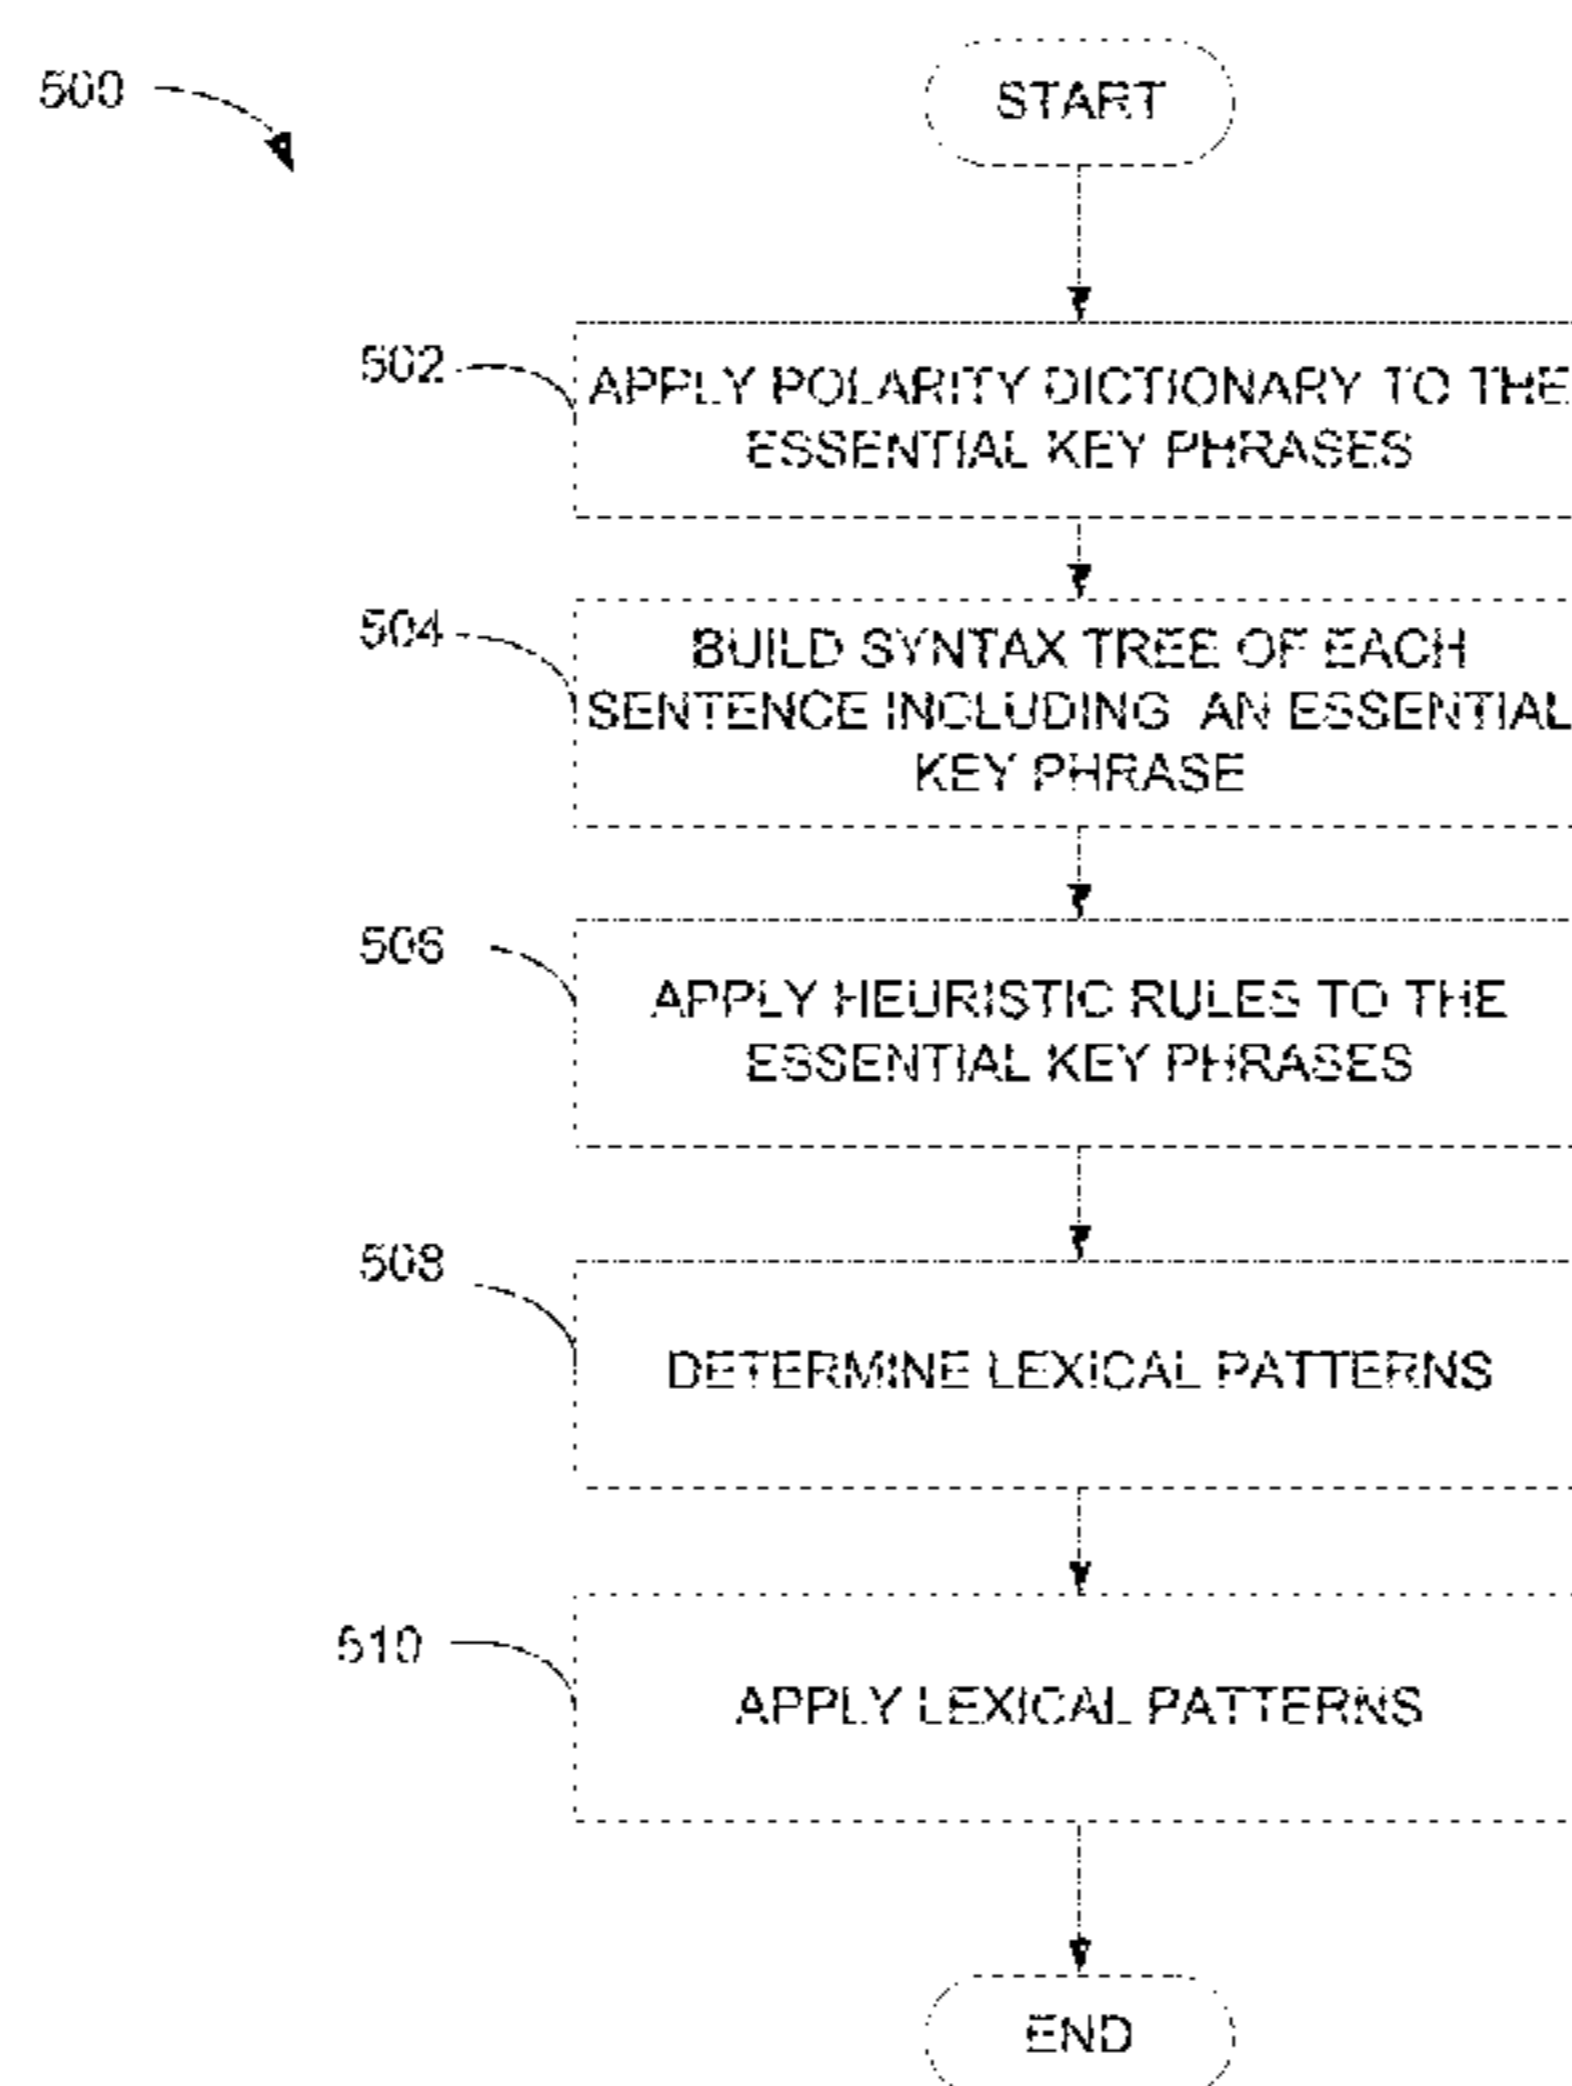 500
START
502
APPLY POLARITY DICTIONARY TO THE
ESSENTIAL KEY PHRASES
504
BUILD SYNTAX TREE OF EACH
SENTENCE INCLUDING AN ESSENTIAL
KEY PHRASE
506
APPLY HEURISTIC RULES TO THE
ESSENTIAL KEY PHRASES
508
DETERMINE LEXICAL PATTERNS
510
APPLY LEXICAL PATTERNS
END